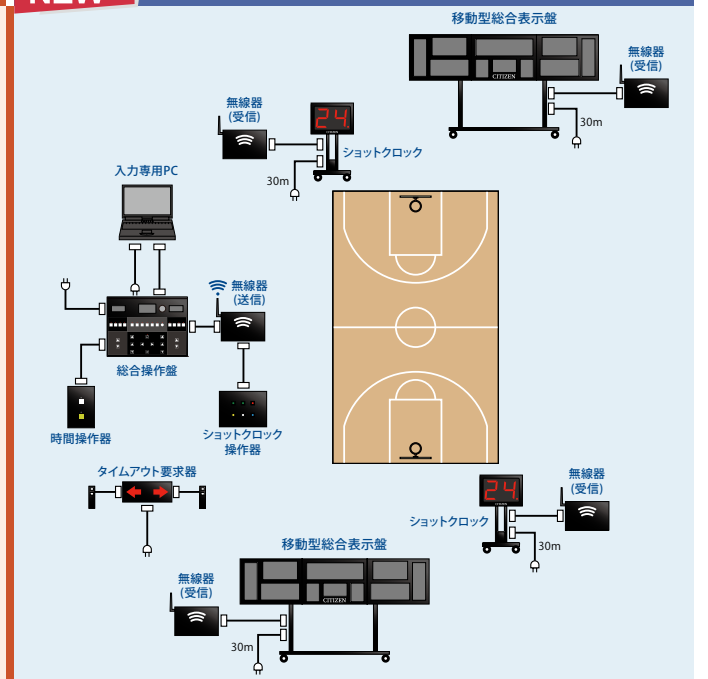 NEW
移動型総合表示盤
CITIZEN
無線器
(受信)
30m
無線器
(受信)
24.
ショットクロック
30m
入力専用PC
無線器
(送信)
総合操作盤
時間操作器
ショットクロック
操作器
タイムアウト要求器
24.
ショットクロック
無線器
(受信)
30m
移動型総合表示盤
CITIZEN
無線器
(受信)
30m